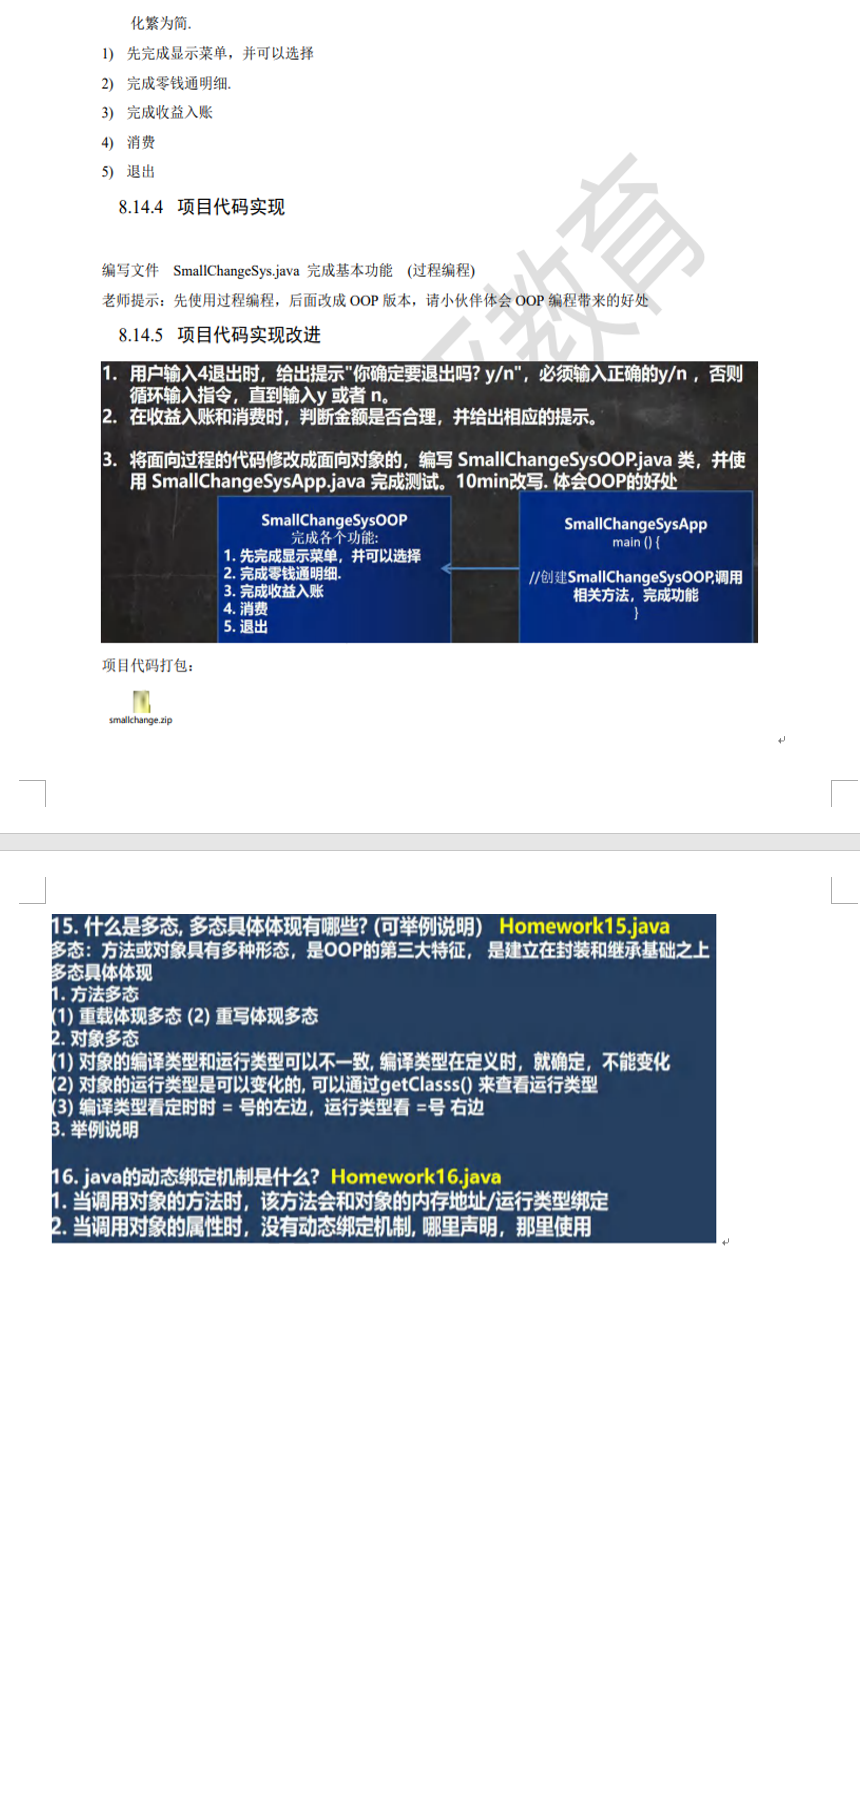 化繁为简.
1) 先完成显示菜单，并可以选择
2) 完成零钱通明细.
3) 完成收益入账
4) 消费
5) 退出
8.14.4 项目代码实现
编写文件 SmallChangeSys.java 完成基本功能 (过程编程)
老师提示：先使用过程编程，后面改成 OOP 版本，请小伙伴体会 OOP 编程带来的好处
教育
8.14.5 项目代码实现改进
1. 用户输入4退出时，给出提示"你确定要退出吗? y/n"，必须输入正确的y/n ，否则
循环输入指令，直到输入y 或者 n。
2. 在收益入账和消费时，判断金额是否合理，并给出相应的提示。
3. 将面向过程的代码修改成面向对象的，编写 SmallChangeSysOOP.java 类，并使
用 SmallChangeSysApp.java 完成测试。10min改写. 体会OOP的好处
SmallChangeSysOOP
完成各个功能:
1. 先完成显示菜单，并可以选择
2. 完成零钱通明细.
3. 完成收益入账
4. 消费
5. 退出
SmallChangeSysApp
main () {
//创建SmallChangeSysOOP,调用
相关方法，完成功能
}
项目代码打包：
smallchange.zip
15. 什么是多态, 多态具体体现有哪些? (可举例说明) Homework15.java
多态：方法或对象具有多种形态，是OOP的第三大特征， 是建立在封装和继承基础之上
多态具体体现
1. 方法多态
(1) 重载体现多态 (2) 重写体现多态
2. 对象多态
(1) 对象的编译类型和运行类型可以不一致, 编译类型在定义时，就确定，不能变化
(2) 对象的运行类型是可以变化的, 可以通过getClasss() 来查看运行类型
(3) 编译类型看定时时 = 号的左边，运行类型看 =号 右边
3. 举例说明
16. java的动态绑定机制是什么? Homework16.java
1. 当调用对象的方法时，该方法会和对象的内存地址/运行类型绑定
2. 当调用对象的属性时，没有动态绑定机制, 哪里声明，那里使用